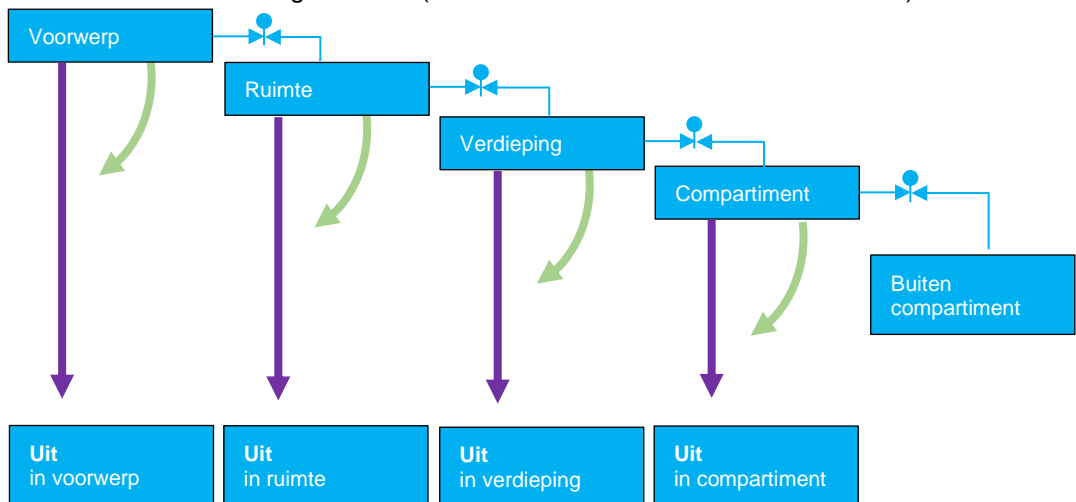 Voorwerp
Ruimte
Verdieping
Compartiment
Buiten
compartiment
Uit
in voorwerp
Uit
in ruimte
Uit
in verdieping
Uit
in compartiment